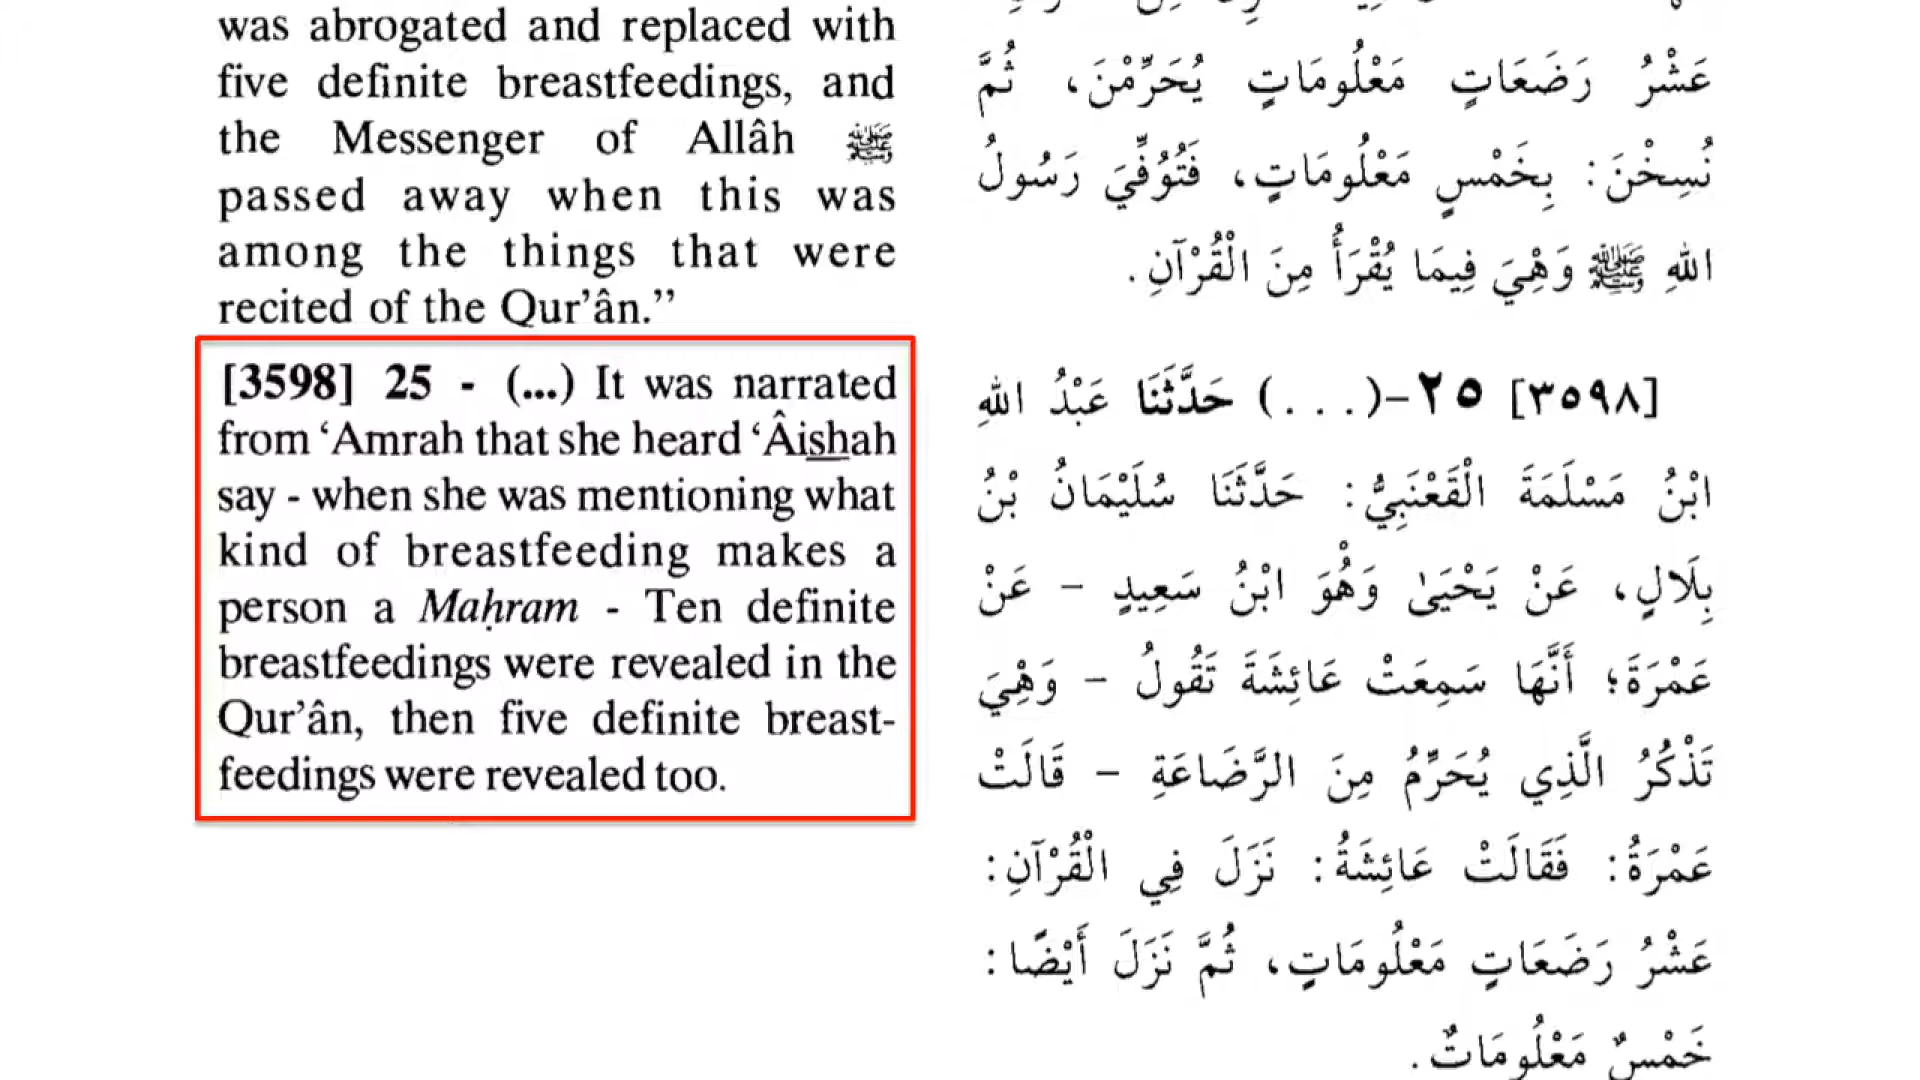 was abrogated and replaced with
five definite breastfeedings, and
the Messenger of Allâh ﷺ
passed away when this was
among the things that were
recited of the Qur’ân.”
[3598] 25 - (...) It was narrated
from ‘Amrah that she heard ‘Âishah
say - when she was mentioning what
kind of breastfeeding makes a
person a Maḥram - Ten definite
breastfeedings were revealed in the
Qur’ân, then five definite breast-
feedings were revealed too.
عَشْرُ رَضَعَاتٍ مَعْلُومَاتٍ يُحَرِّمْنَ، ثُمَّ
نُسِخْنَ: بِخَمْسٍ مَعْلُومَاتٍ، فَتُوُفِّيَ رَسُولُ
اللهِ ﷺ وَهِيَ فِيمَا يُقْرَأُ مِنَ الْقُرْآنِ.
[٣٥٩٨] ٢٥-(...) حَدَّثَنَا عَبْدُ اللهِ
ابْنُ مَسْلَمَةَ الْقَعْنَبِيُّ: حَدَّثَنَا سُلَيْمَانُ بْنُ
بِلَالٍ، عَنْ يَحْيَىٰ وَهُوَ ابْنُ سَعِيدٍ - عَنْ
عَمْرَةَ؛ أَنَّهَا سَمِعَتْ عَائِشَةَ تَقُولُ - وَهِيَ
تَذْكُرُ الَّذِي يُحَرِّمُ مِنَ الرَّضَاعَةِ - قَالَتْ
عَمْرَةُ: فَقَالَتْ عَائِشَةُ: نَزَلَ فِي الْقُرْآنِ:
عَشْرُ رَضَعَاتٍ مَعْلُومَاتٍ، ثُمَّ نَزَلَ أَيْضًا:
خَمْسٌ مَعْلُومَاتٌ.